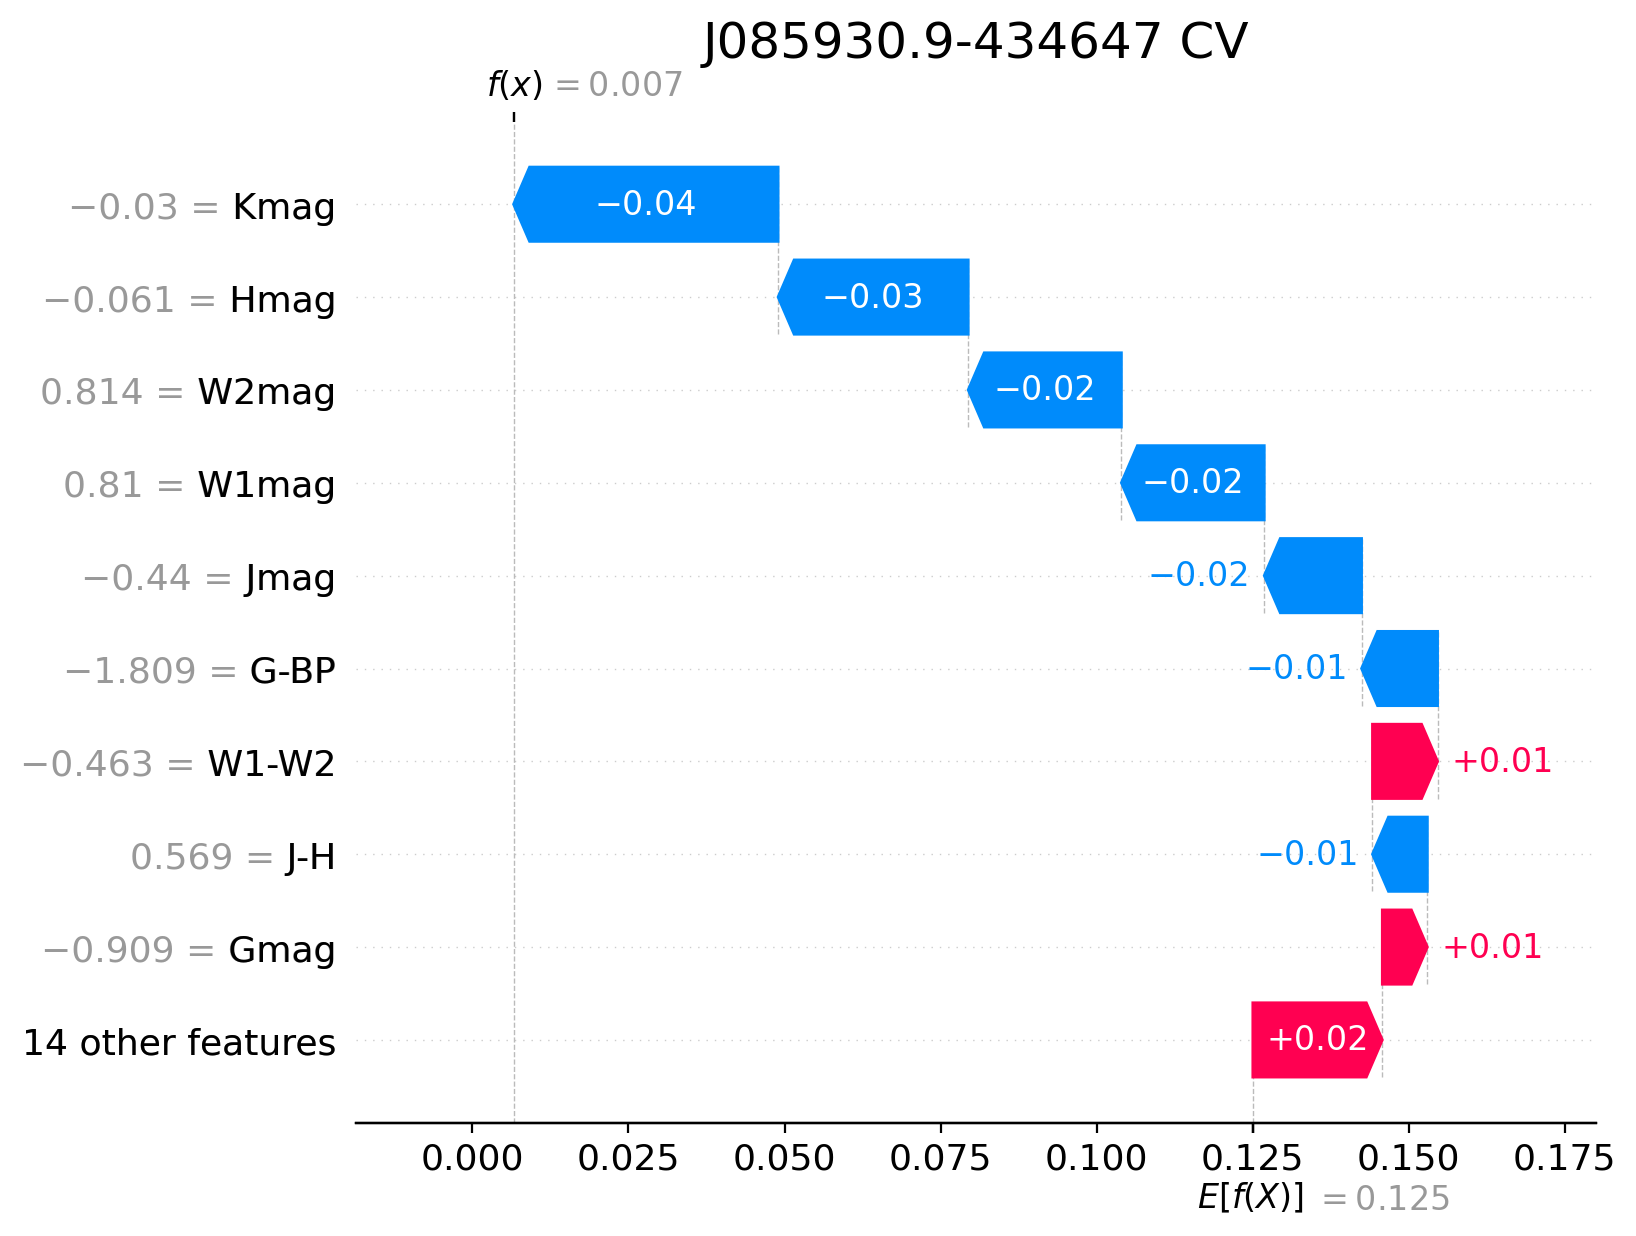 J085930.9-434647 CV
f(x) = 0.007
−0.03 = Kmag −0.04
−0.061 = Hmag −0.03
0.814 = W2mag −0.02
0.81 = W1mag −0.02
−0.44 = Jmag −0.02
−1.809 = G-BP −0.01
−0.463 = W1-W2 +0.01
0.569 = J-H −0.01
−0.909 = Gmag +0.01
14 other features +0.02
0.000 0.025 0.050 0.075 0.100 0.125 0.150 0.175
E[f(X)] = 0.125